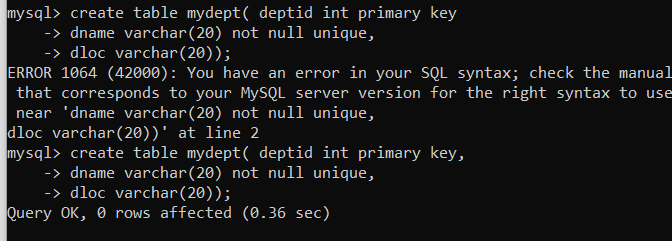 mysql> create table mydept( deptid int primary key
    -> dname varchar(20) not null unique,
    -> dloc varchar(20));
ERROR 1064 (42000): You have an error in your SQL syntax; check the manual
 that corresponds to your MySQL server version for the right syntax to use
 near 'dname varchar(20) not null unique,
dloc varchar(20))' at line 2
mysql> create table mydept( deptid int primary key,
    -> dname varchar(20) not null unique,
    -> dloc varchar(20));
Query OK, 0 rows affected (0.36 sec)